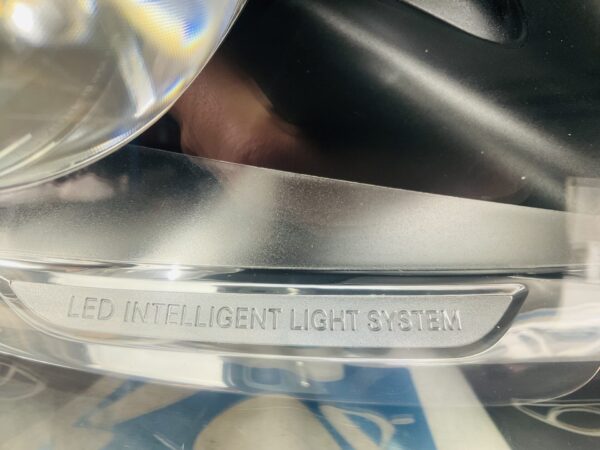 LED INTELLIGENT LIGHT SYSTEM